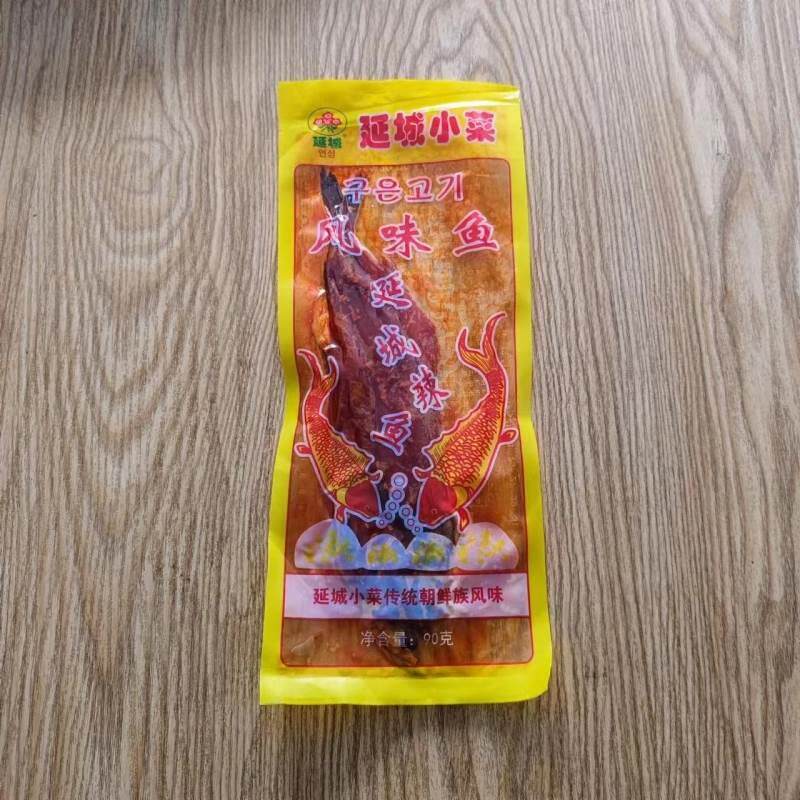 延城小菜
延城
연성
구은고기
风味鱼
延城辣鱼
延城小菜传统朝鲜族风味
净含量：90克